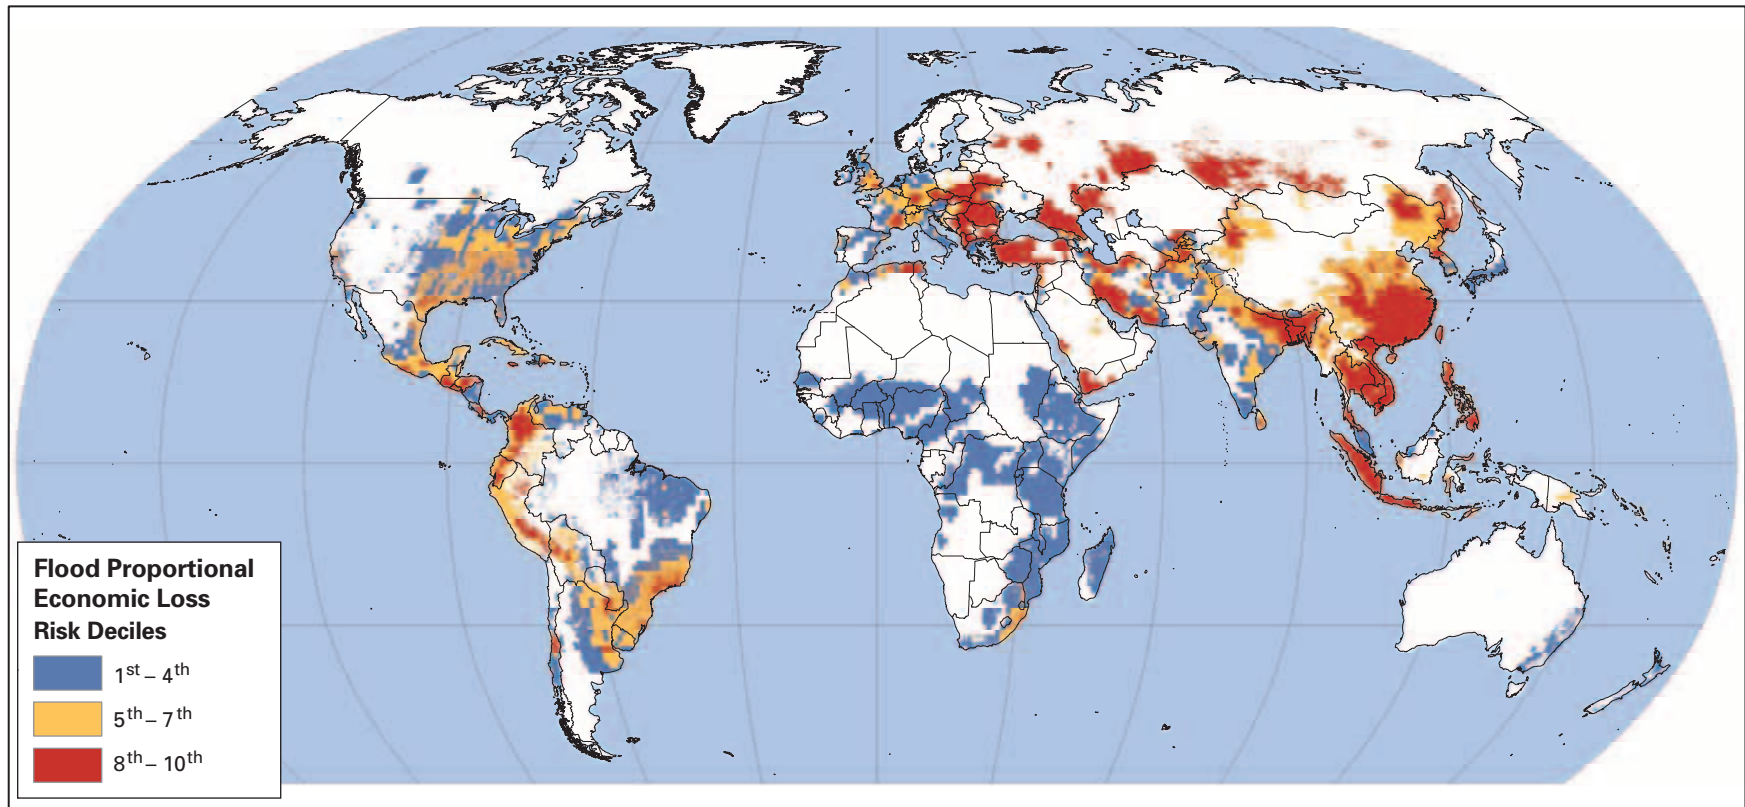 Flood Proportional
Economic Loss
Risk Deciles
1st – 4th
5th – 7th
8th – 10th